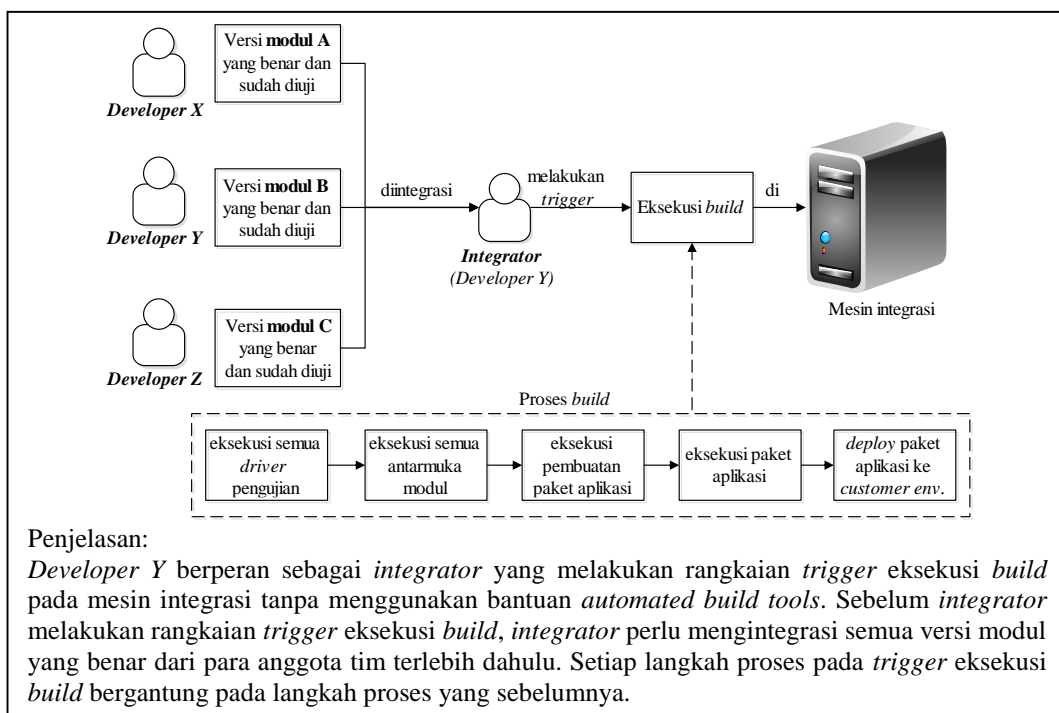 Versi modul A
yang benar dan
sudah diuji
Developer X
Versi modul B
yang benar dan
sudah diuji
Developer Y
Versi modul C
yang benar
dan sudah diuji
Developer Z
diintegrasi
Integrator
(Developer Y)
melakukan
trigger
Eksekusi build
di
Mesin integrasi
Proses build
eksekusi semua
driver
pengujian
eksekusi semua
antarmuka
modul
eksekusi
pembuatan
paket aplikasi
eksekusi paket
aplikasi
deploy paket
aplikasi ke
customer env.
Penjelasan:
Developer Y berperan sebagai integrator yang melakukan rangkaian trigger eksekusi build
pada mesin integrasi tanpa menggunakan bantuan automated build tools. Sebelum integrator
melakukan rangkaian trigger eksekusi build, integrator perlu mengintegrasi semua versi modul
yang benar dari para anggota tim terlebih dahulu. Setiap langkah proses pada trigger eksekusi
build bergantung pada langkah proses yang sebelumnya.